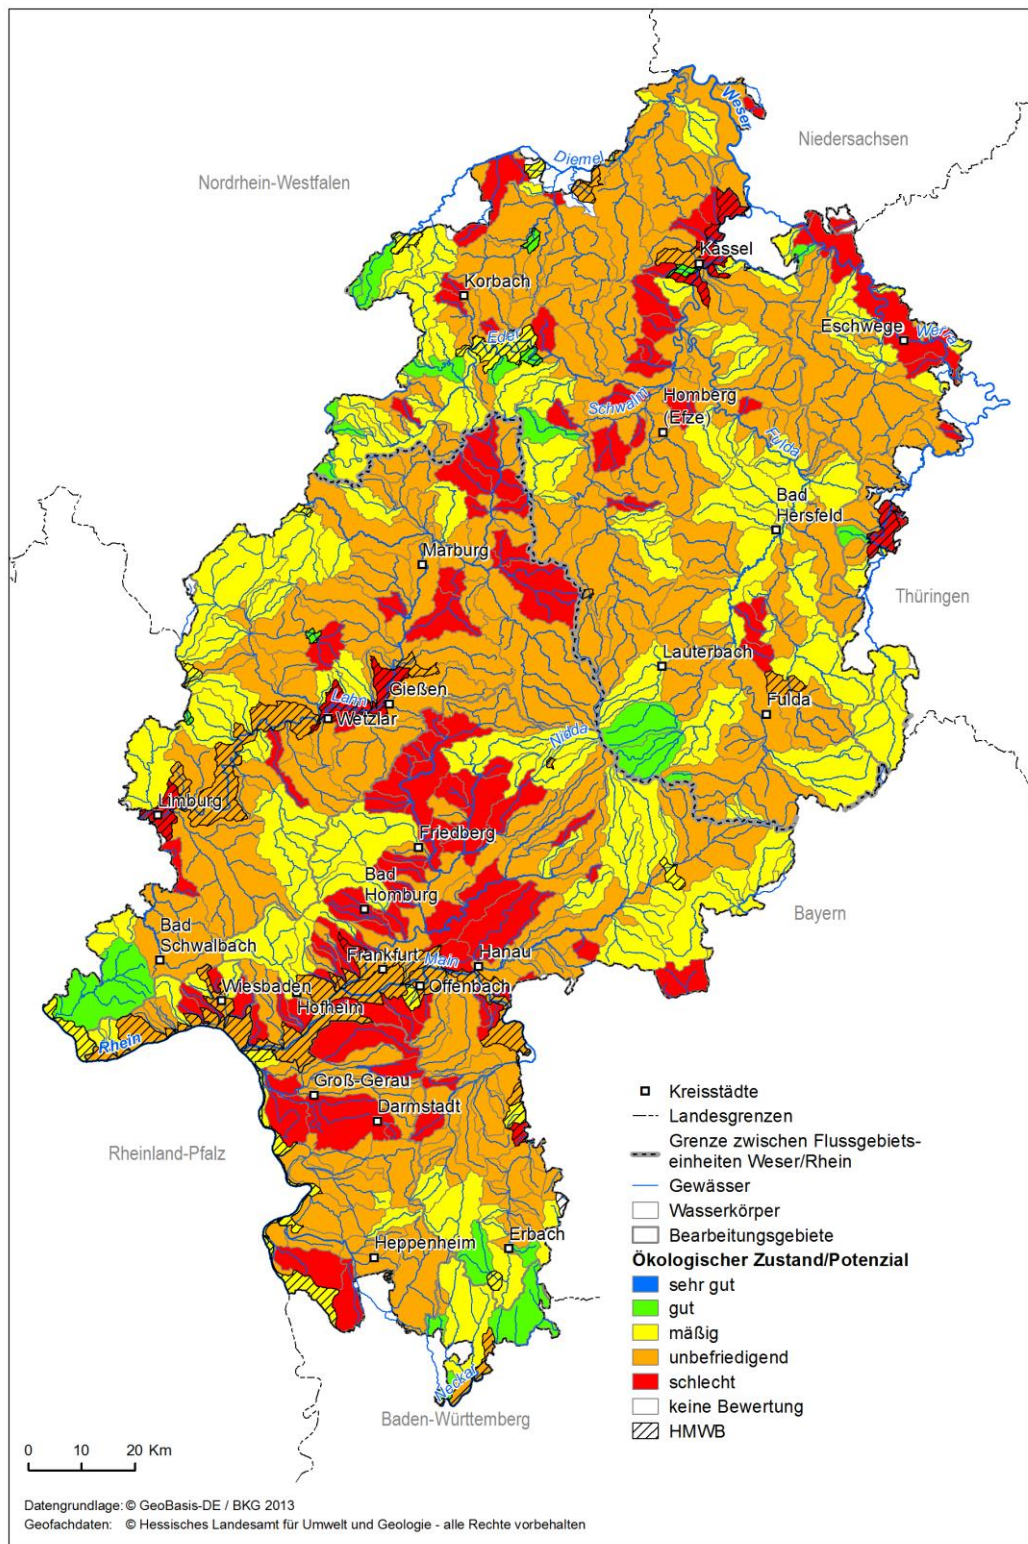 Weser
Niedersachsen
Diemel
Nordrhein-Westfalen
Kassel
Korbach
Eder
Eschwege
Werra
Schwalm
Homberg
(Efze)
Fulda
Bad
Hersfeld
Marburg
Thüringen
Lauterbach
Gießen
Lahn
Wetzlar
Fulda
Nidda
Limburg
Friedberg
Bad
Homburg
Bayern
Bad
Schwalbach
Frankfurt
Main
Hanau
Wiesbaden
Offenbach
Hofheim
Rhein
Groß-Gerau
Darmstadt
Rheinland-Pfalz
Heppenheim
Erbach
Neckar
Baden-Württemberg
Kreisstädte
Landesgrenzen
Grenze zwischen Flussgebiets-
einheiten Weser/Rhein
Gewässer
Wasserkörper
Bearbeitungsgebiete
Ökologischer Zustand/Potenzial
sehr gut
gut
mäßig
unbefriedigend
schlecht
keine Bewertung
HMWB
0 10 20 Km
Datengrundlage: © GeoBasis-DE / BKG 2013
Geofachdaten: © Hessisches Landesamt für Umwelt und Geologie - alle Rechte vorbehalten